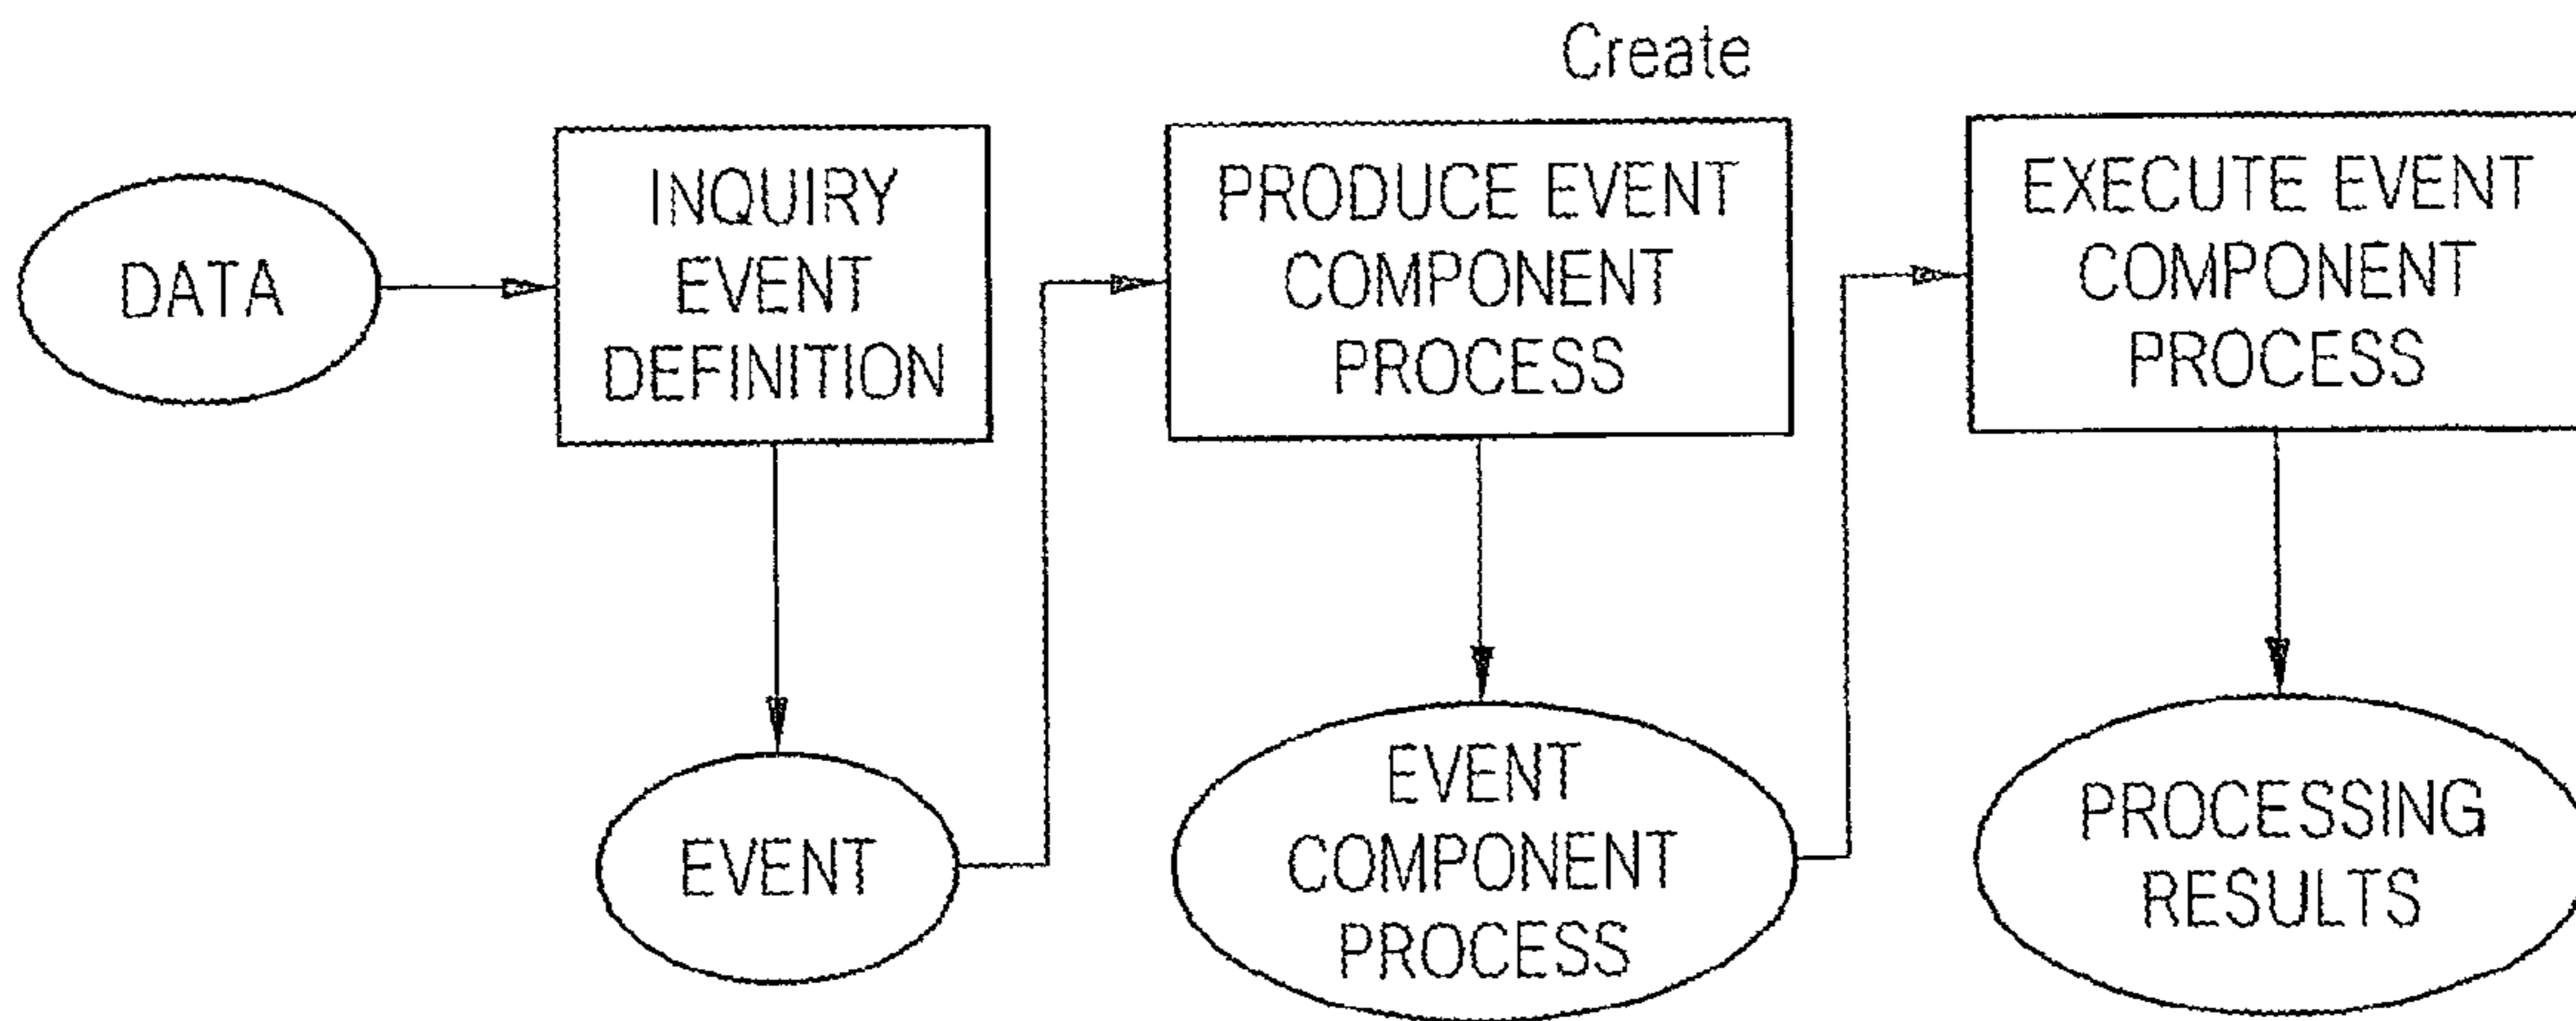 Create
DATA
INQUIRY
EVENT
DEFINITION
PRODUCE EVENT
COMPONENT
PROCESS
EXECUTE EVENT
COMPONENT
PROCESS
EVENT
EVENT
COMPONENT
PROCESS
PROCESSING
RESULTS